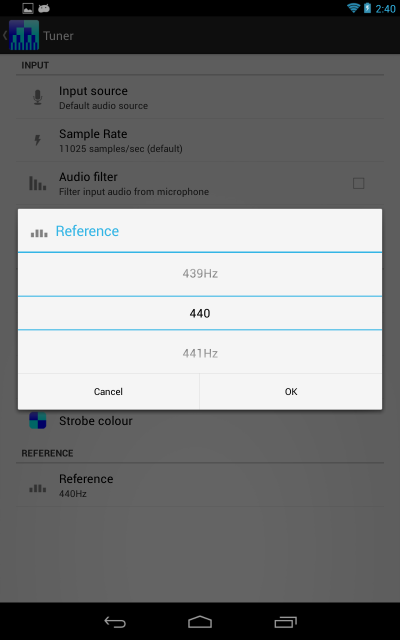 2:40
Tuner
INPUT
Input source
Default audio source
Sample Rate
11025 samples/sec (default)
Audio filter
Filter input audio from microphone
Reference
439Hz
440
441Hz
Cancel
OK
Strobe colour
REFERENCE
Reference
440Hz